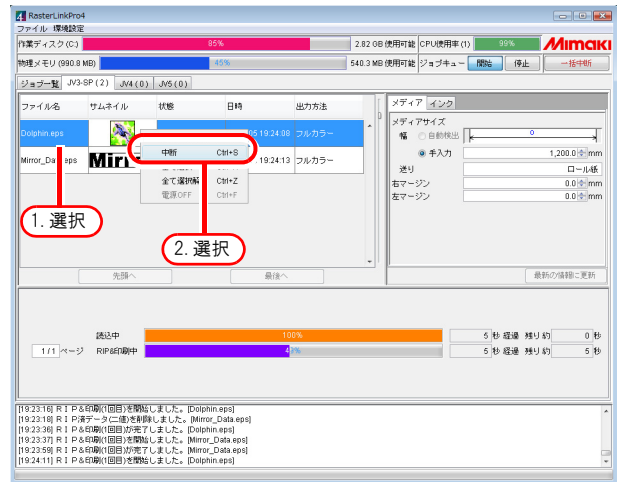 RasterLinkPro4
ファイル 環境設定
作業ディスク(C:) 85% 2.82 GB 使用可能 CPU使用率(1) 99% Mimaki
物理メモリ (990.8 MB) 45% 540.3 MB 使用可能 ジョブキュー 開始 停止 一括中断
ジョブ一覧 JV3-SP(2) JV4(0) JV5(0)
メディア インク
ファイル名 サムネイル 状態 日時 出力方法
メディアサイズ
幅 自動検出 0
手入力 1,200.0 mm
送り ロール紙
右マージン 0.0 mm
左マージン 0.0 mm
Dolphin.eps 05 19:24:08 フルカラー
中断 Ctrl+S
Mirror_Da eps Mirr 19:24:13 フルカラー
全て選択解 Ctrl+Z
電源OFF Ctrl+F
1. 選択
2. 選択
先頭へ 最後へ 最新の情報に更新
読込中 100% 5 秒 経過 残り 約 0 秒
1/1 ページ RIP&印刷中 43% 5 秒 経過 残り 約 5 秒
[19:23:16] ＲＩＰ＆印刷(1回目)を開始しました。[Dolphin.eps]
[19:23:18] ＲＩＰ済データ(二値)を削除しました。[Mirror_Data.eps]
[19:23:36] ＲＩＰ＆印刷(1回目)が完了しました。[Dolphin.eps]
[19:23:37] ＲＩＰ＆印刷(1回目)を開始しました。[Mirror_Data.eps]
[19:23:59] ＲＩＰ＆印刷(1回目)が完了しました。[Mirror_Data.eps]
[19:24:11] ＲＩＰ＆印刷(1回目)を開始しました。[Dolphin.eps]